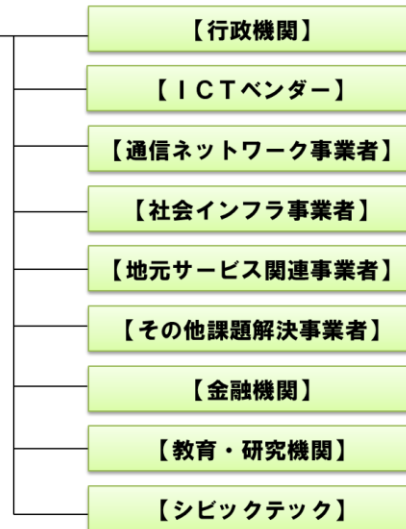 【行政機関】
【ＩＣＴベンダー】
【通信ネットワーク事業者】
【社会インフラ事業者】
【地元サービス関連事業者】
【その他課題解決事業者】
【金融機関】
【教育・研究機関】
【シビックテック】